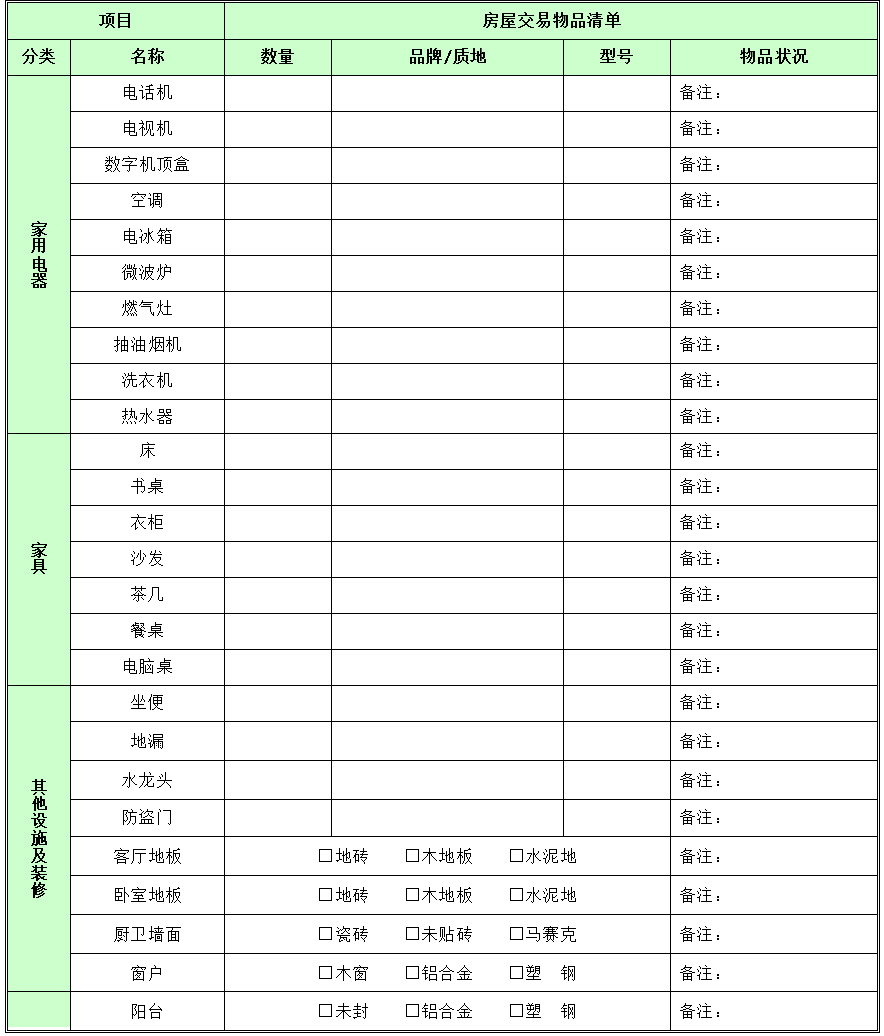 项目 房屋交易物品清单
分类 名称 数量 品牌/质地 型号 物品状况
家用电器 电话机 备注：
电视机 备注：
数字机顶盒 备注：
空调 备注：
电冰箱 备注：
微波炉 备注：
燃气灶 备注：
抽油烟机 备注：
洗衣机 备注：
热水器 备注：
家具 床 备注：
书桌 备注：
衣柜 备注：
沙发 备注：
茶几 备注：
餐桌 备注：
电脑桌 备注：
其他设施及装修 坐便 备注：
地漏 备注：
水龙头 备注：
防盗门 备注：
客厅地板 □地砖 □木地板 □水泥地 备注：
卧室地板 □地砖 □木地板 □水泥地 备注：
厨卫墙面 □瓷砖 □未贴砖 □马赛克 备注：
窗户 □木窗 □铝合金 □塑 钢 备注：
阳台 □未封 □铝合金 □塑 钢 备注：